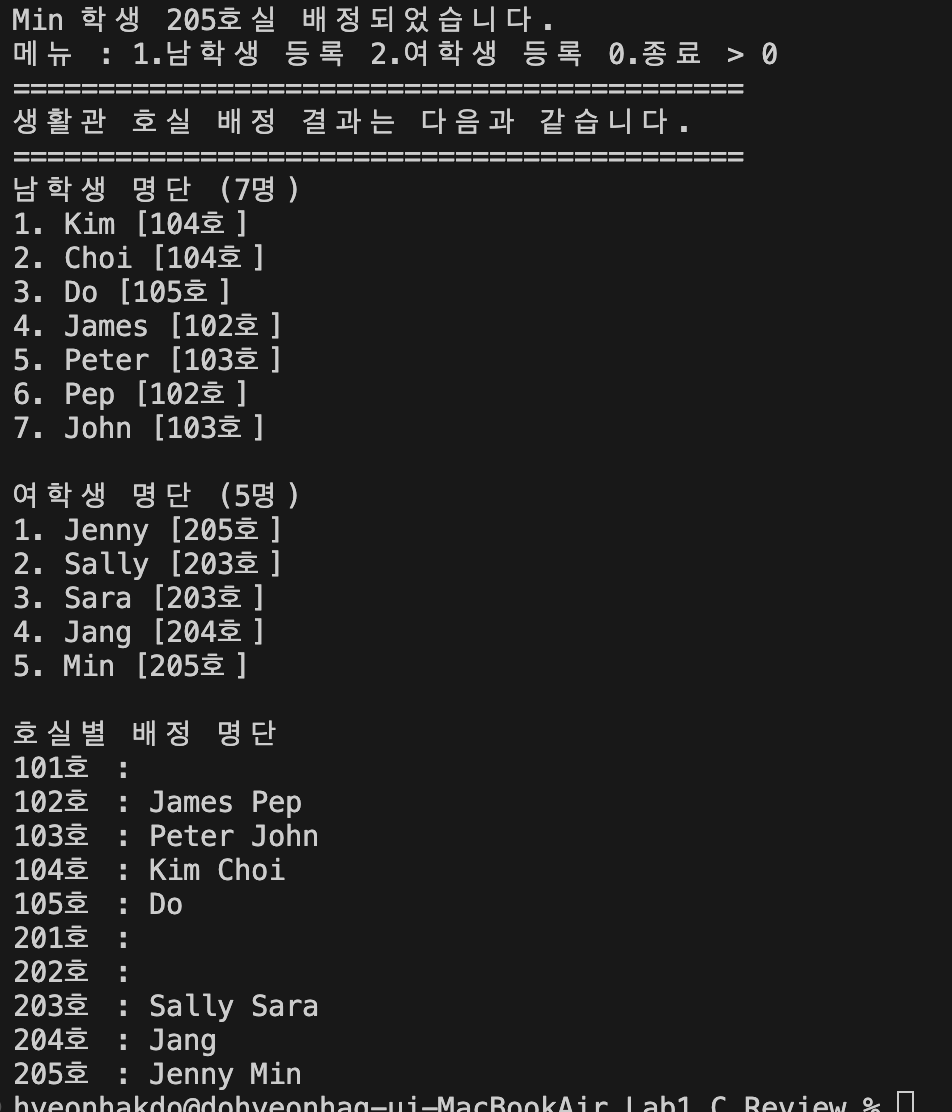 Min 학생 205호실 배정되었습니다.
메뉴 : 1.남학생 등록 2.여학생 등록 0.종료 > 0
===========================================
생활관 호실 배정 결과는 다음과 같습니다.
===========================================
남학생 명단 (7명)
1. Kim [104호]
2. Choi [104호]
3. Do [105호]
4. James [102호]
5. Peter [103호]
6. Pep [102호]
7. John [103호]
여학생 명단 (5명)
1. Jenny [205호]
2. Sally [203호]
3. Sara [203호]
4. Jang [204호]
5. Min [205호]
호실별 배정 명단
101호 :
102호 : James Pep
103호 : Peter John
104호 : Kim Choi
105호 : Do
201호 :
202호 :
203호 : Sally Sara
204호 : Jang
205호 : Jenny Min
hyeonhakdo@dohyeonhag-ui-MacBookAir Lab1_C_Review %